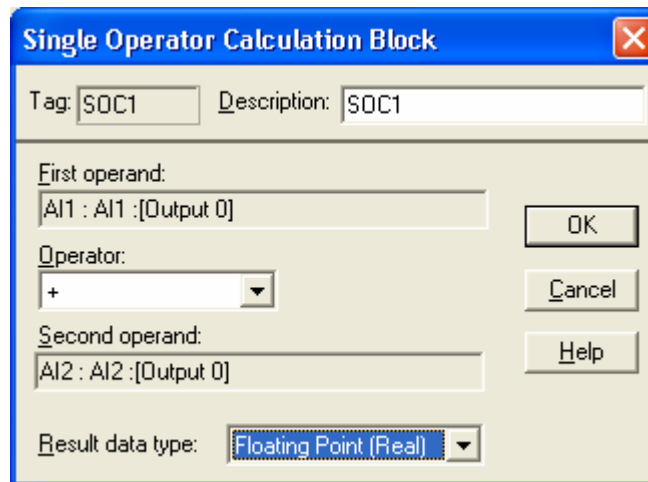 Single Operator Calculation Block
Tag: SOC1 Description: SOC1
First operand:
AI1 : AI1 :[Output 0]
OK
Operator:
+
Cancel
Second operand:
AI2 : AI2 :[Output 0]
Help
Result data type: Floating Point (Real)